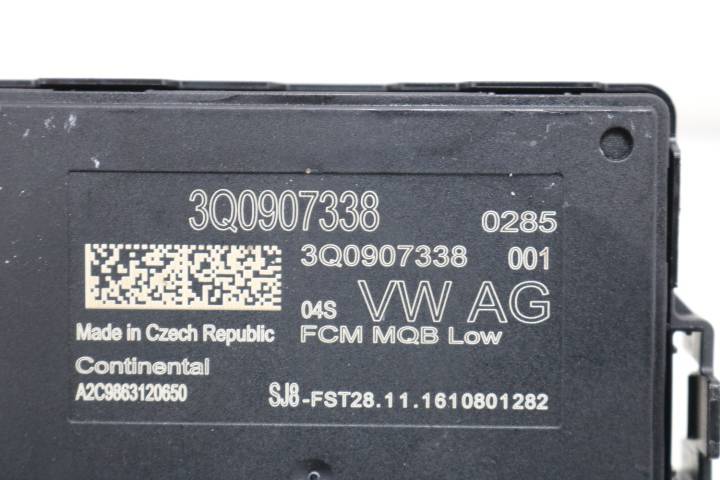 3Q0907338 0285
3Q0907338 001
04S VW AG
Made in Czech Republic FCM MQB Low
Continental
A2C9863120650 SJ8-FST28.11.1610801282